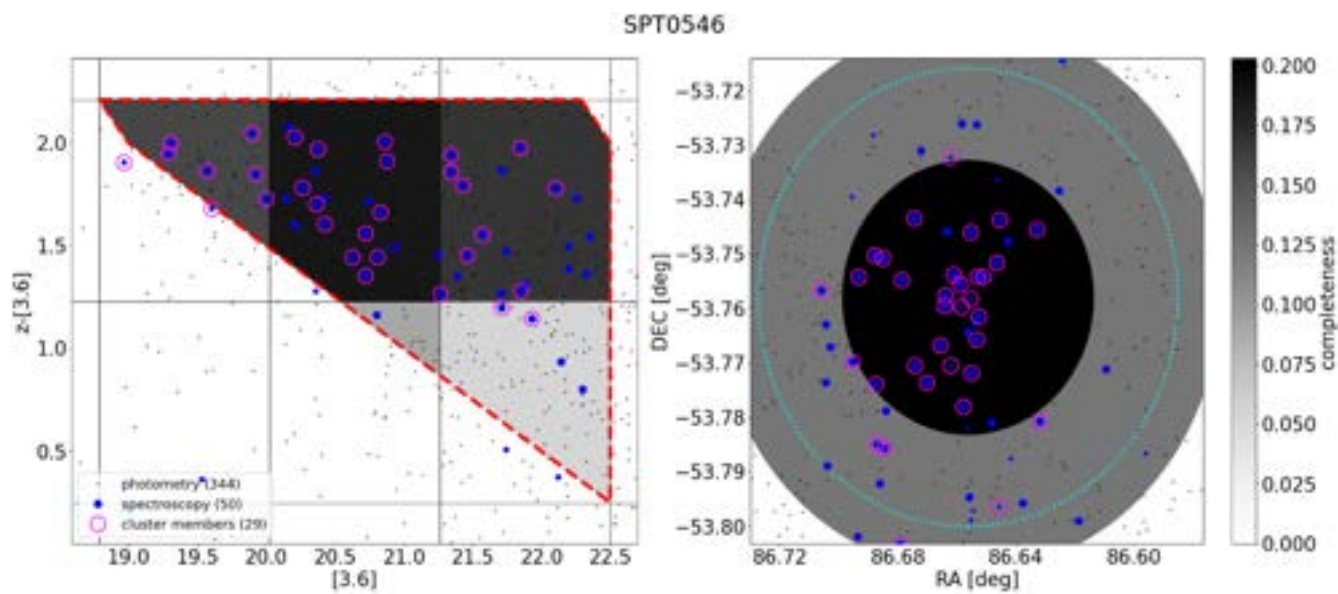 SPT0546
2.0
1.5
1.0
0.5
z-[3.6]
photometry (344)
spectroscopy (50)
cluster members (29)
19.0 19.5 20.0 20.5 21.0 21.5 22.0 22.5
[3.6]
−53.72
−53.73
−53.74
−53.75
−53.76
−53.77
−53.78
−53.79
−53.80
DEC [deg]
86.72 86.68 86.64 86.60
RA [deg]
0.200
0.175
0.150
0.125
0.100
0.075
0.050
0.025
0.000
completeness